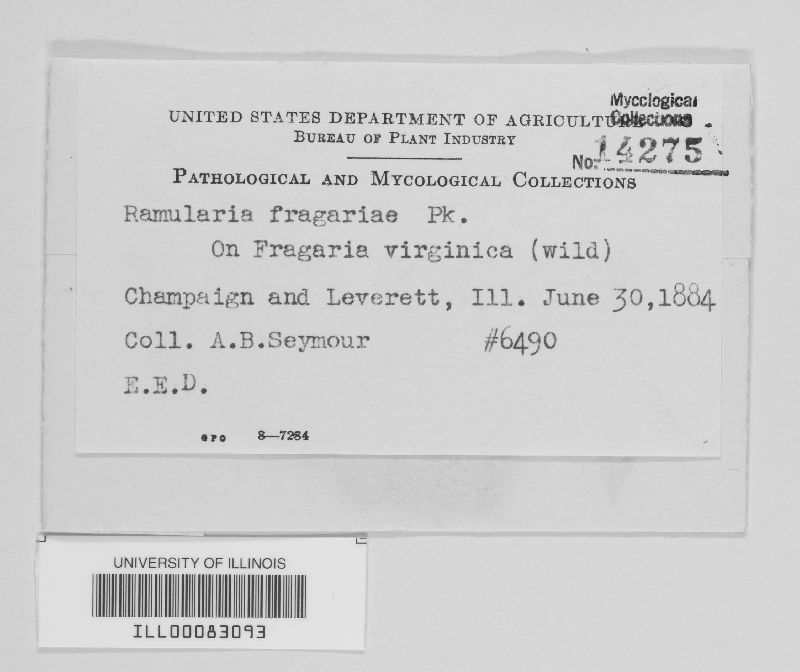 Mycological
UNITED STATES DEPARTMENT OF AGRICULTURE
Collections
BUREAU OF PLANT INDUSTRY
No. 14275
PATHOLOGICAL AND MYCOLOGICAL COLLECTIONS
Ramularia fragariae Pk.
On Fragaria virginica (wild)
Champaign and Leverett, Ill. June 30,1884
Coll. A.B.Seymour #6490
E.E.D.
GPO 8—7284
UNIVERSITY OF ILLINOIS
ILL00083093